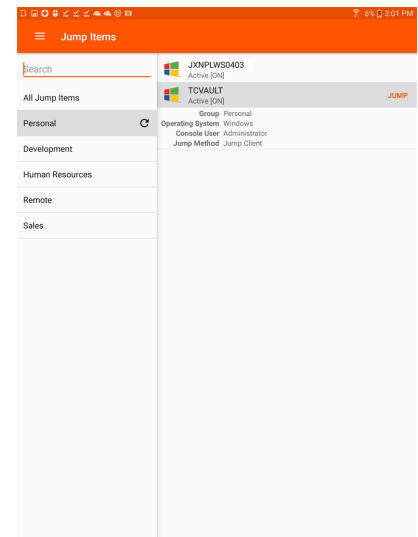 6% 3:01 PM
Jump Items
Search
All Jump Items
Personal
Development
Human Resources
Remote
Sales
JXNPLWS0403
Active [ON]
TCVAULT
Active [ON]
JUMP
Group Personal
Operating System Windows
Console User Administrator
Jump Method Jump Client